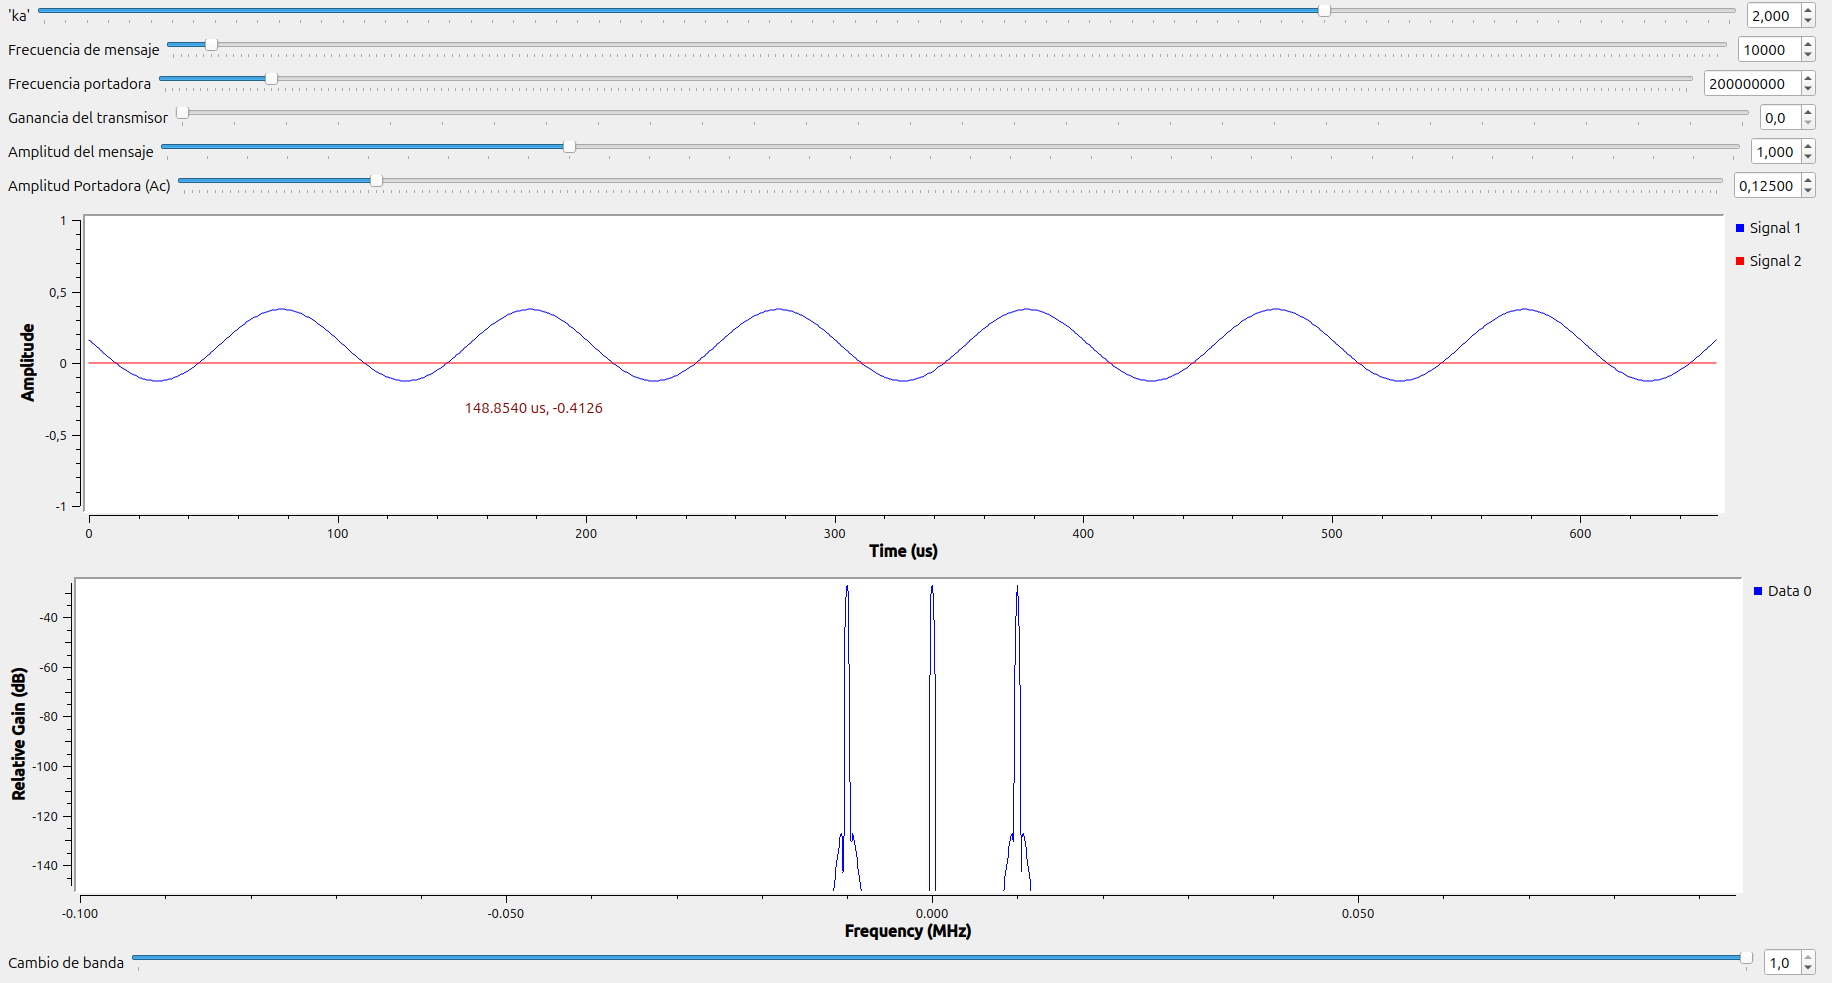 'ka' 2,000
Frecuencia de mensaje 10000
Frecuencia portadora 200000000
Ganancia del transmisor 0,0
Amplitud del mensaje 1,000
Amplitud Portadora (Ac) 0,12500
1
0,5
0
-0,5
-1
Amplitude
Signal 1
Signal 2
148.8540 us, -0.4126
0 100 200 300 400 500 600
Time (us)
-40
-60
-80
-100
-120
-140
Relative Gain (dB)
Data 0
-0.100 -0.050 0.000 0.050
Frequency (MHz)
Cambio de banda 1,0